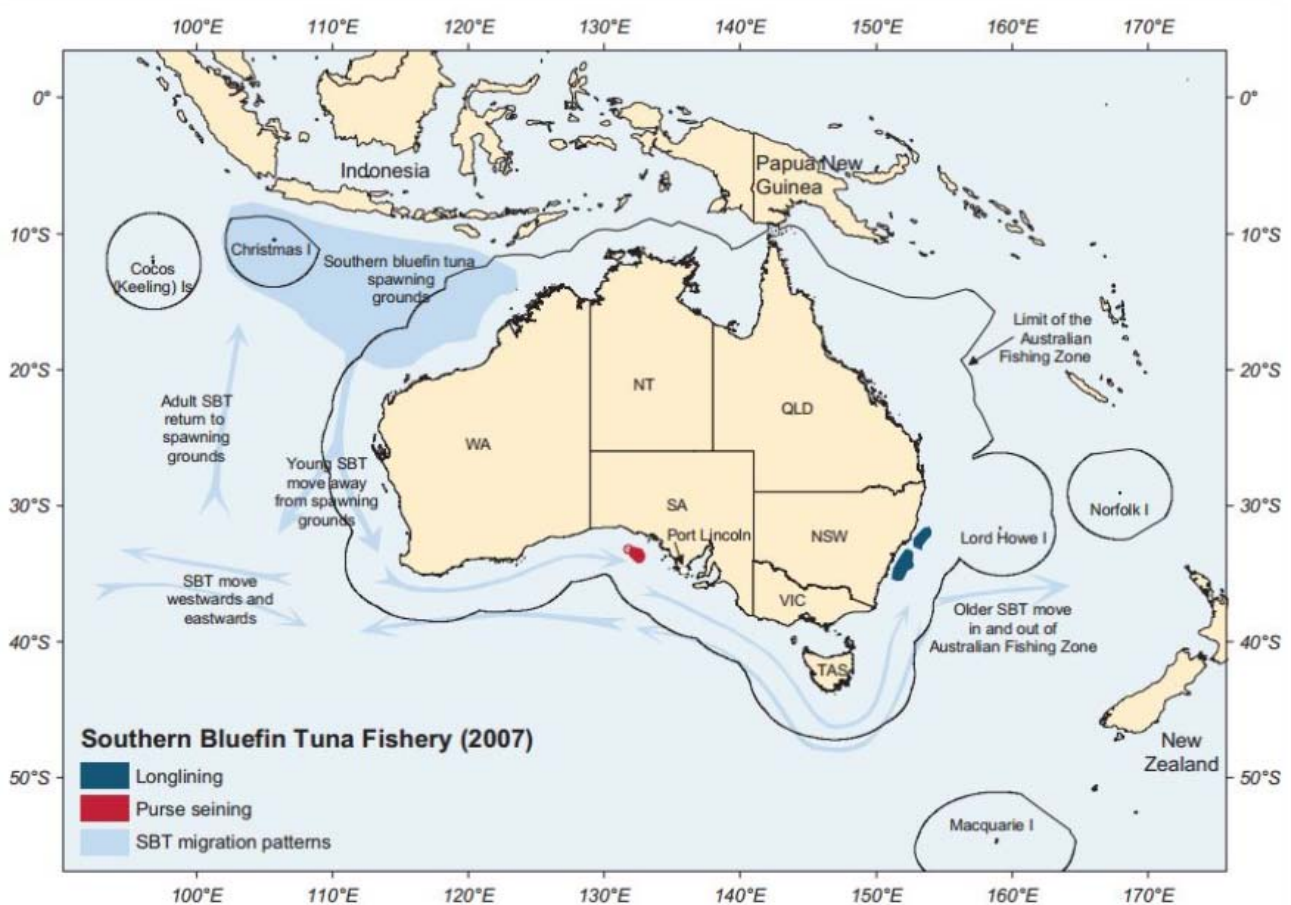 100°E 110°E 120°E 130°E 140°E 150°E 160°E 170°E
0° 0°
Indonesia
Papua New
Guinea
10°S 10°S
Christmas I
Cocos
(Keeling) Is
Southern bluefin tuna
spawning
grounds
Limit of the
Australian
Fishing Zone
20°S 20°S
NT
QLD
Adult SBT
return to
spawning
grounds
WA
Young SBT
move away
from spawning
grounds
SA
30°S 30°S
Norfolk I
Port Lincoln
NSW
Lord Howe I
SBT move
westwards and
eastwards
VIC
Older SBT move
in and out of
Australian Fishing Zone
40°S 40°S
TAS
New
Zealand
Southern Bluefin Tuna Fishery (2007)
Longlining
Purse seining
SBT migration patterns
50°S 50°S
Macquarie I
100°E 110°E 120°E 130°E 140°E 150°E 160°E 170°E